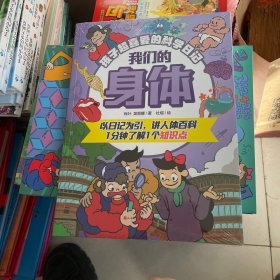 孩子超喜爱的科学日记
我们的
身体
以日记为引，讲人体百科
1分钟了解1个知识点